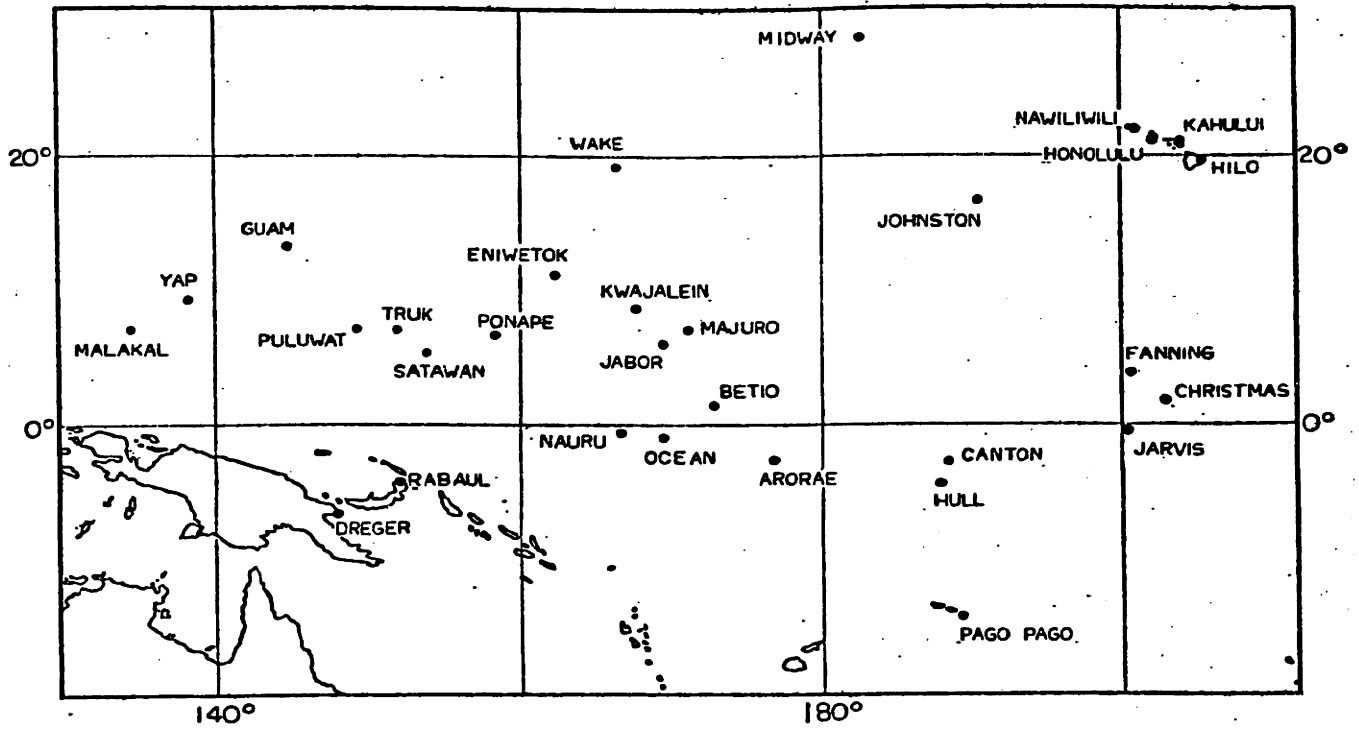 MIDWAY
NAWILIWILI
KAHULUI
WAKE
20°
HONOLULU
20°
HILO
JOHNSTON
GUAM
ENIWETOK
YAP
KWAJALEIN
TRUK
PONAPE
MAJURO
PULUWAT
MALAKAL
JABOR
FANNING
SATAWAN
BETIO
CHRISTMAS
0°
0°
NAURU
OCEAN
JARVIS
CANTON
ARORAE
RABAUL
HULL
DREGER
PAGO PAGO
140°
180°